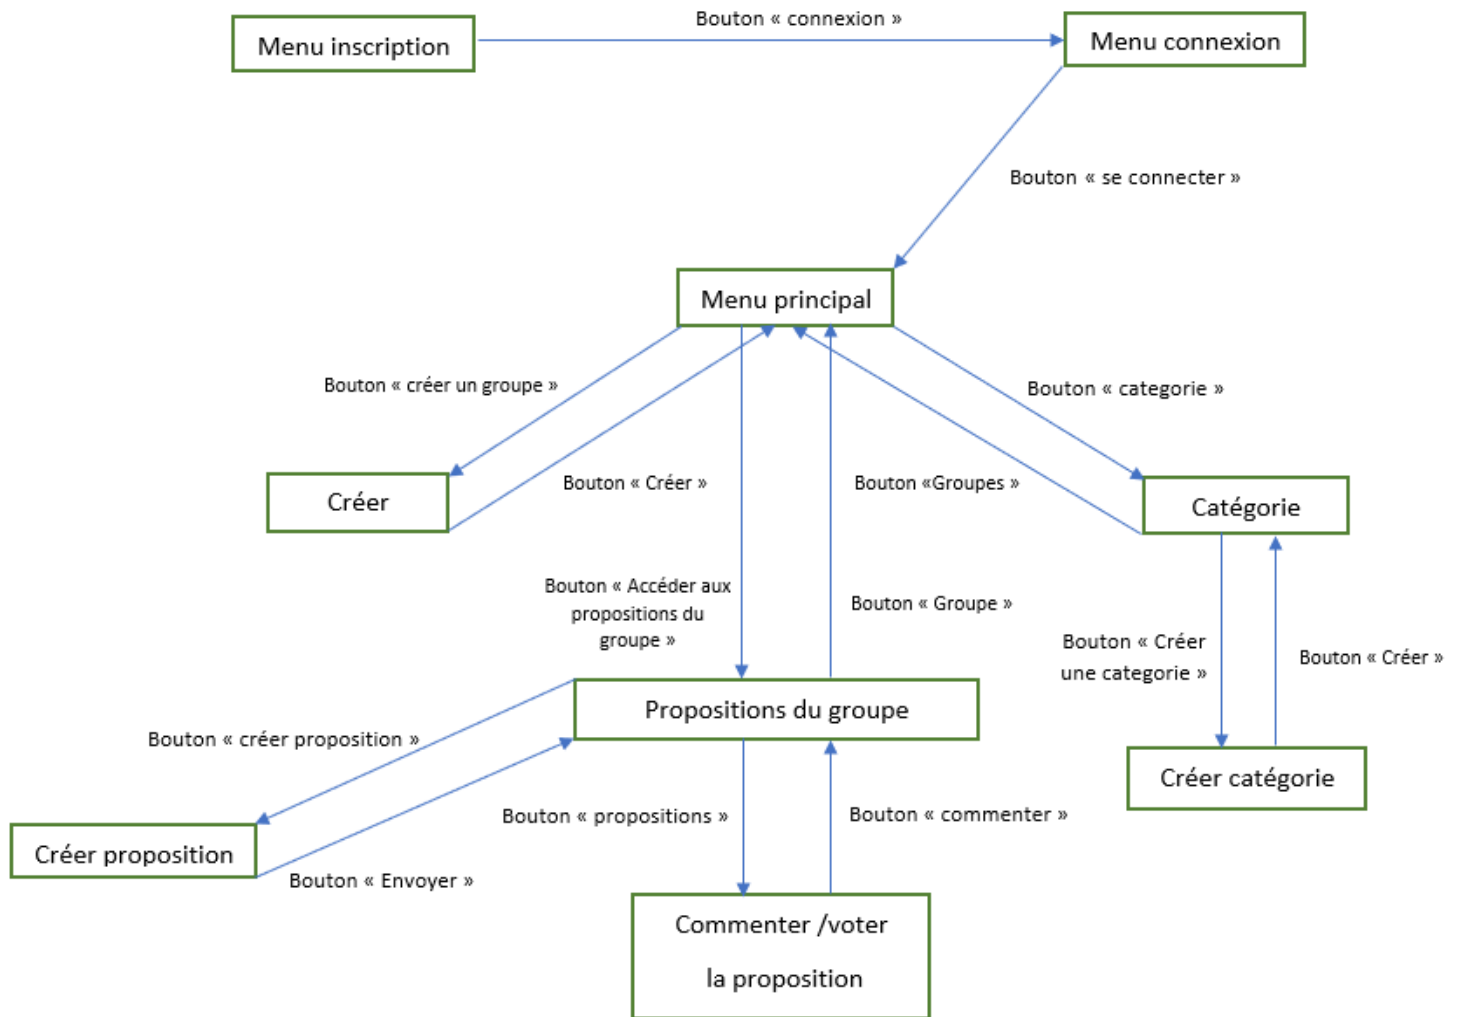 Bouton « connexion »
Menu inscription
Menu connexion
Bouton « se connecter »
Menu principal
Bouton « créer un groupe »
Bouton « categorie »
Créer
Bouton « Créer »
Bouton «Groupes »
Catégorie
Bouton « Accéder aux
propositions du
groupe »
Bouton « Groupe »
Bouton « Créer
une categorie »
Bouton « Créer »
Propositions du groupe
Bouton « créer proposition »
Créer catégorie
Bouton « propositions »
Bouton « commenter »
Créer proposition
Bouton « Envoyer »
Commenter /voter
la proposition